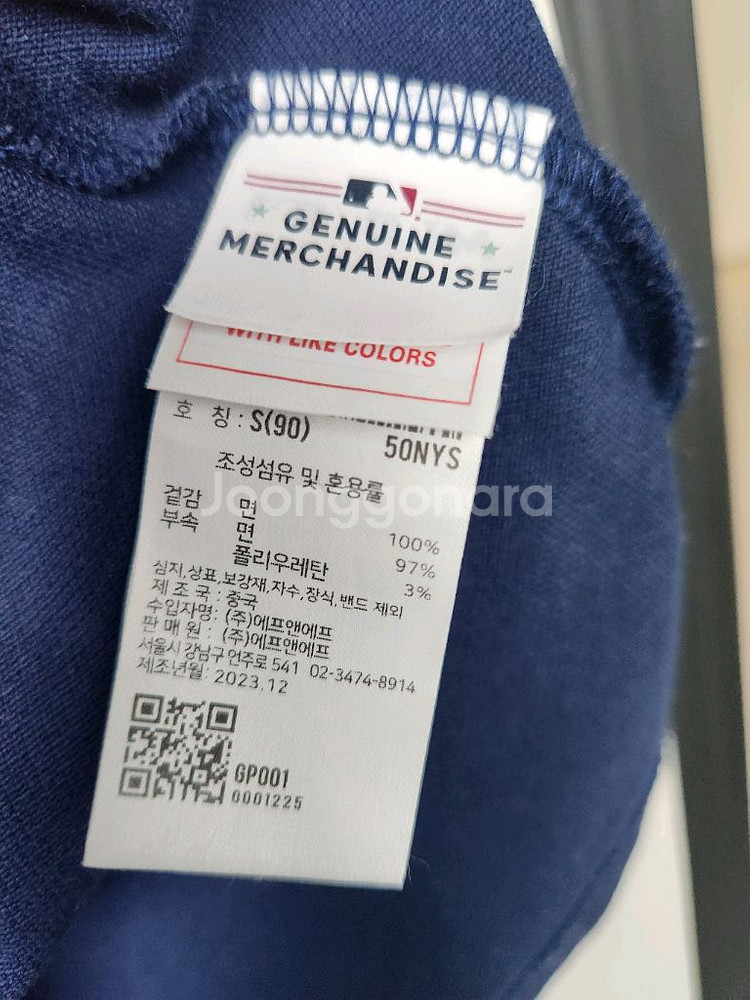 GENUINE
MERCHANDISE™
WITH LIKE COLORS
호 칭 : S(90)
50NYS
조성섬유 및 혼용률
겉감 면 100%
부속 면 97%
폴리우레탄 3%
심지,상표,보강재,자수,장식,밴드 제외
제 조 국 : 중국
수입자명: (주)에프앤에프
판 매 원 : (주)에프앤에프
서울시 강남구 언주로 541 02-3474-8914
제조년월: 2023.12
GP001
0001225
Joonggonara